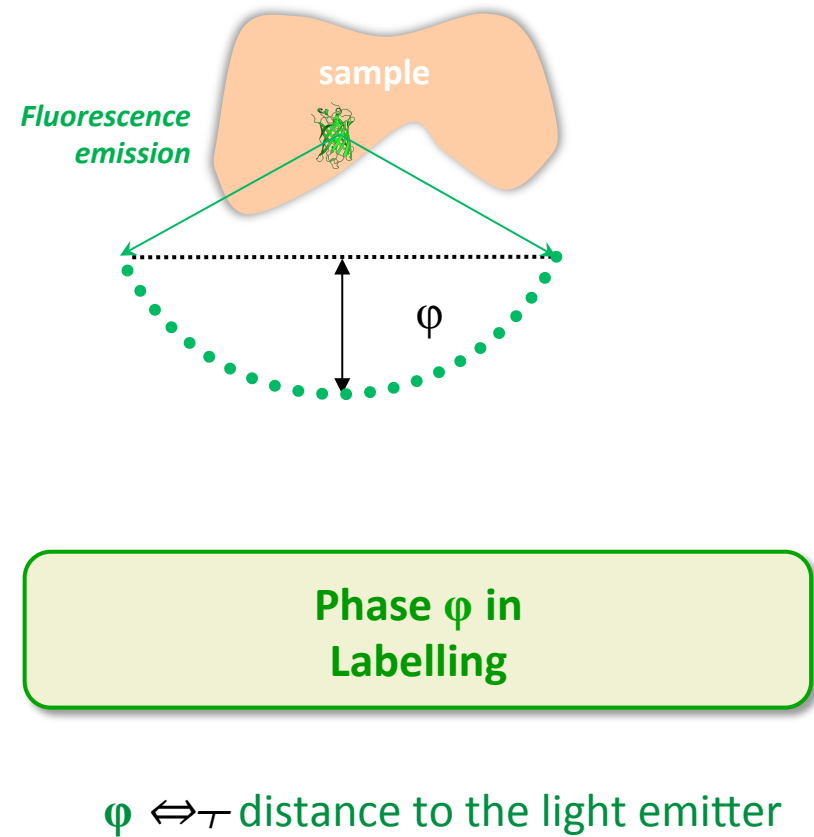 sample
Fluorescence
emission
φ
Phase φ in
Labelling
φ ⇔ distance to the light emitter